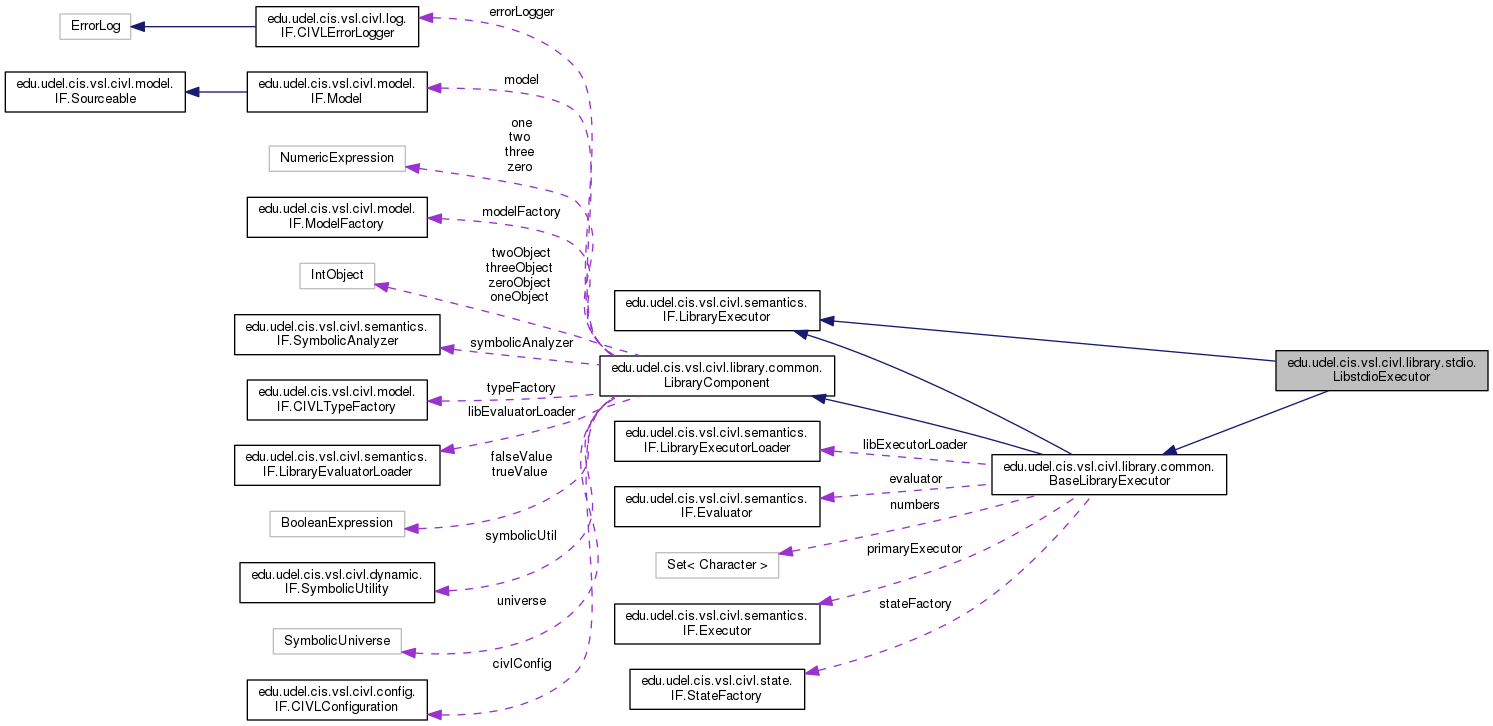 ErrorLog
edu.udel.cis.vsl.civl.log.
IF.CIVLErrorLogger
errorLogger
edu.udel.cis.vsl.civl.model.
IF.Sourceable
edu.udel.cis.vsl.civl.model.
IF.Model
model
NumericExpression
one
two
three
zero
edu.udel.cis.vsl.civl.model.
IF.ModelFactory
modelFactory
IntObject
twoObject
threeObject
zeroObject
oneObject
edu.udel.cis.vsl.civl.semantics.
IF.SymbolicAnalyzer
symbolicAnalyzer
edu.udel.cis.vsl.civl.model.
IF.CIVLTypeFactory
typeFactory
edu.udel.cis.vsl.civl.semantics.
IF.LibraryEvaluatorLoader
libEvaluatorLoader
BooleanExpression
falseValue
trueValue
edu.udel.cis.vsl.civl.dynamic.
IF.SymbolicUtility
symbolicUtil
SymbolicUniverse
universe
edu.udel.cis.vsl.civl.config.
IF.CIVLConfiguration
civlConfig
edu.udel.cis.vsl.civl.semantics.
IF.LibraryExecutor
edu.udel.cis.vsl.civl.library.common.
LibraryComponent
edu.udel.cis.vsl.civl.semantics.
IF.LibraryExecutorLoader
libExecutorLoader
edu.udel.cis.vsl.civl.semantics.
IF.Evaluator
evaluator
Set< Character >
numbers
edu.udel.cis.vsl.civl.semantics.
IF.Executor
primaryExecutor
edu.udel.cis.vsl.civl.state.
IF.StateFactory
stateFactory
edu.udel.cis.vsl.civl.library.common.
BaseLibraryExecutor
edu.udel.cis.vsl.civl.library.stdio.
LibstdioExecutor